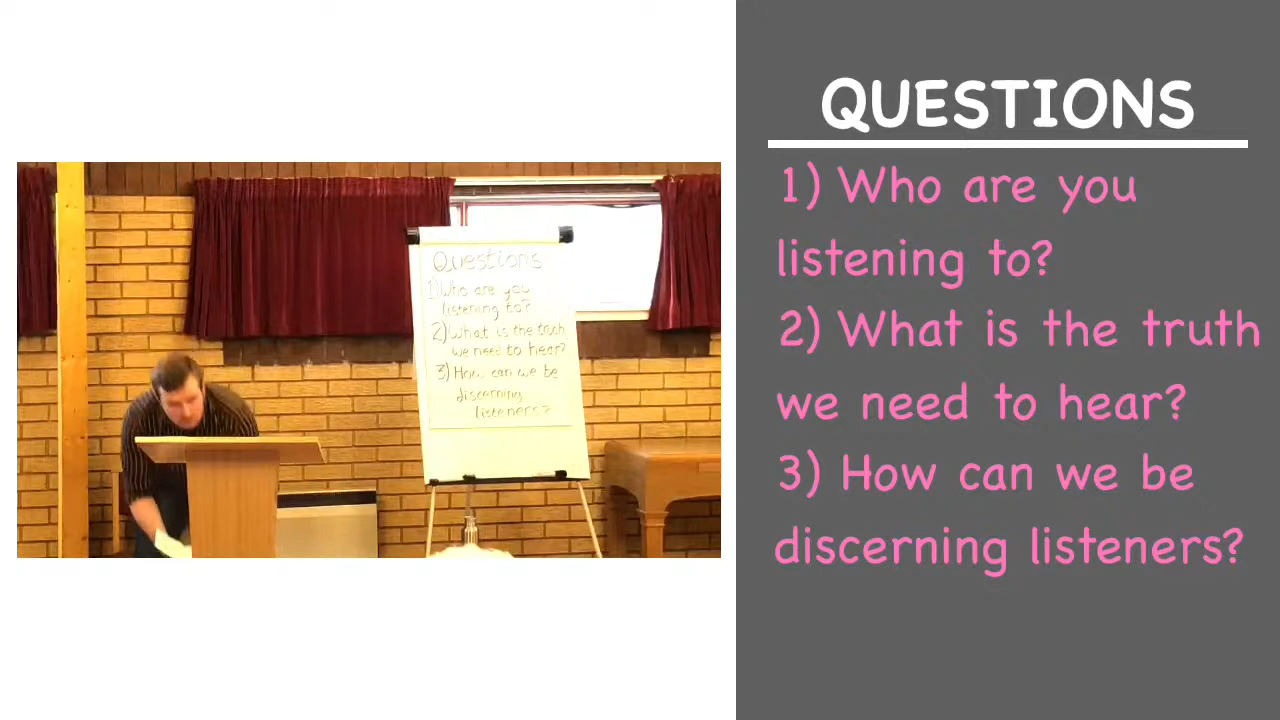 Questions
1) Who are you
listening to?
2) What is the truth
we need to hear?
3) How can we be
discerning
listeners?
QUESTIONS
1) Who are you
listening to?
2) What is the truth
we need to hear?
3) How can we be
discerning listeners?